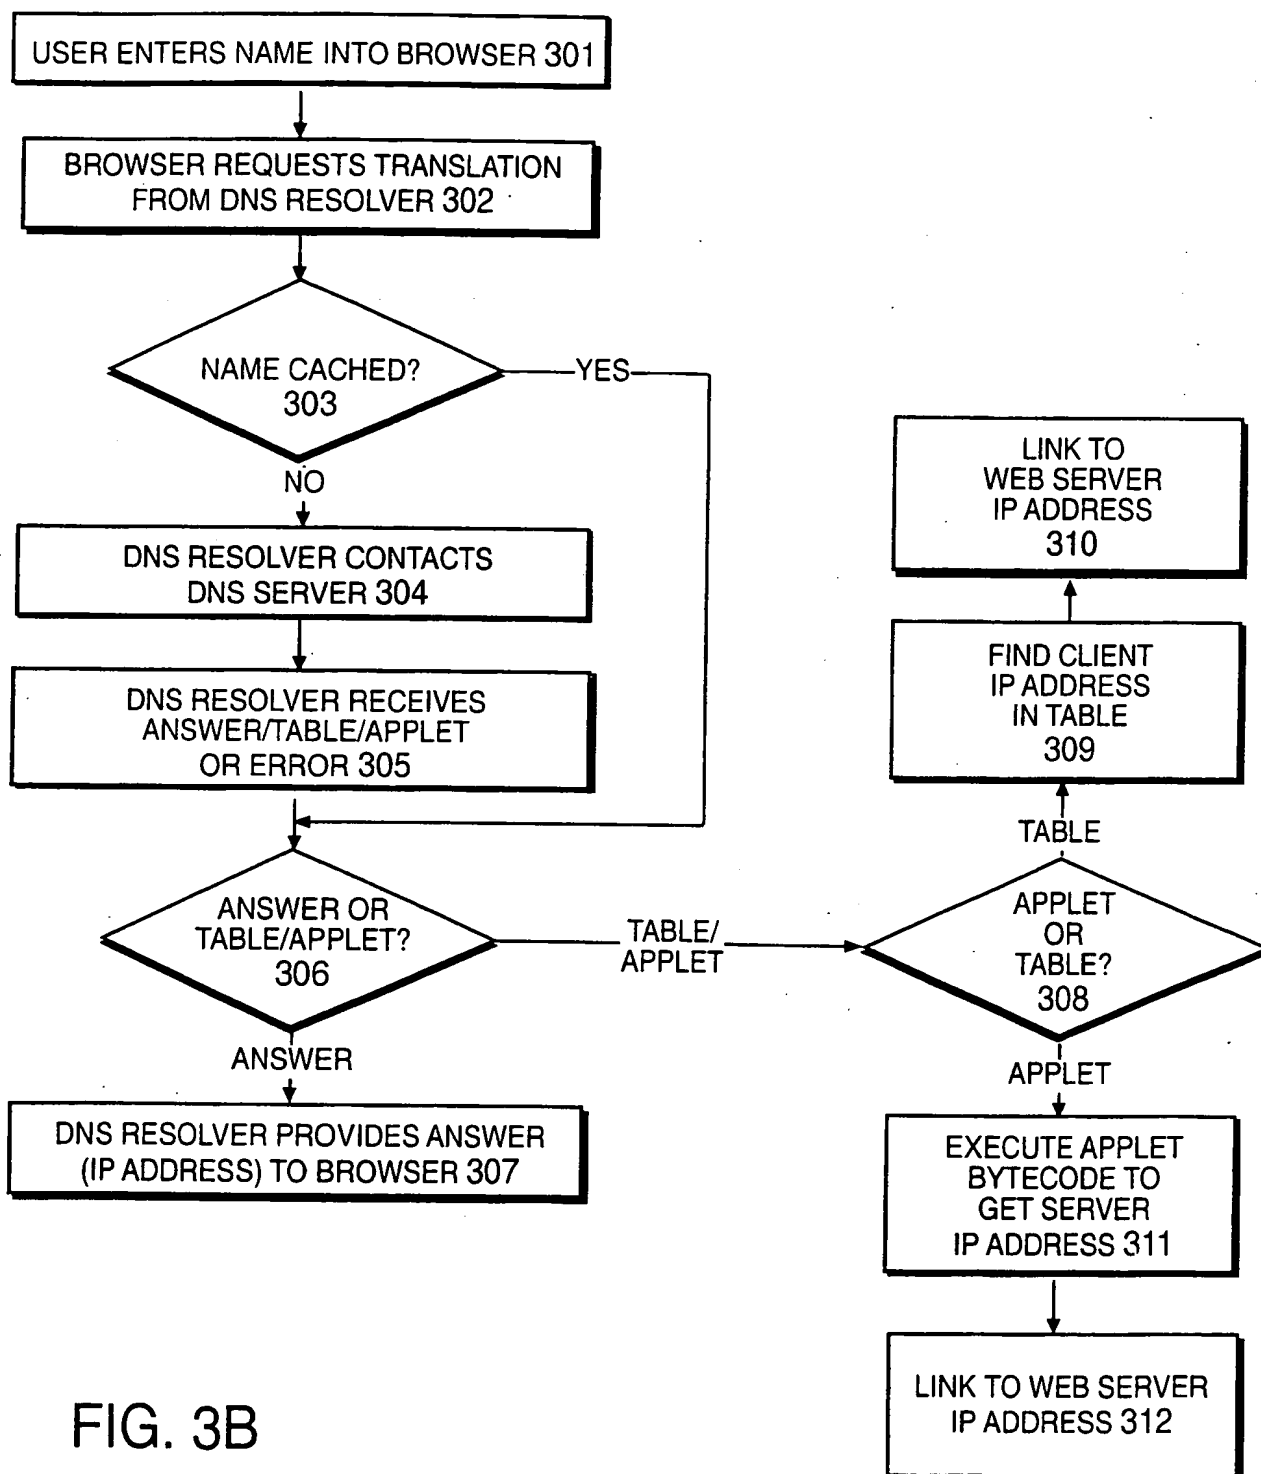 USER ENTERS NAME INTO BROWSER 301
BROWSER REQUESTS TRANSLATION
FROM DNS RESOLVER 302
NAME CACHED?
303
YES
NO
DNS RESOLVER CONTACTS
DNS SERVER 304
DNS RESOLVER RECEIVES
ANSWER/TABLE/APPLET
OR ERROR 305
ANSWER OR
TABLE/APPLET?
306
TABLE/
APPLET
ANSWER
DNS RESOLVER PROVIDES ANSWER
(IP ADDRESS) TO BROWSER 307
LINK TO
WEB SERVER
IP ADDRESS
310
FIND CLIENT
IP ADDRESS
IN TABLE
309
TABLE
APPLET
OR
TABLE?
308
APPLET
EXECUTE APPLET
BYTECODE TO
GET SERVER
IP ADDRESS 311
LINK TO WEB SERVER
IP ADDRESS 312
FIG. 3B